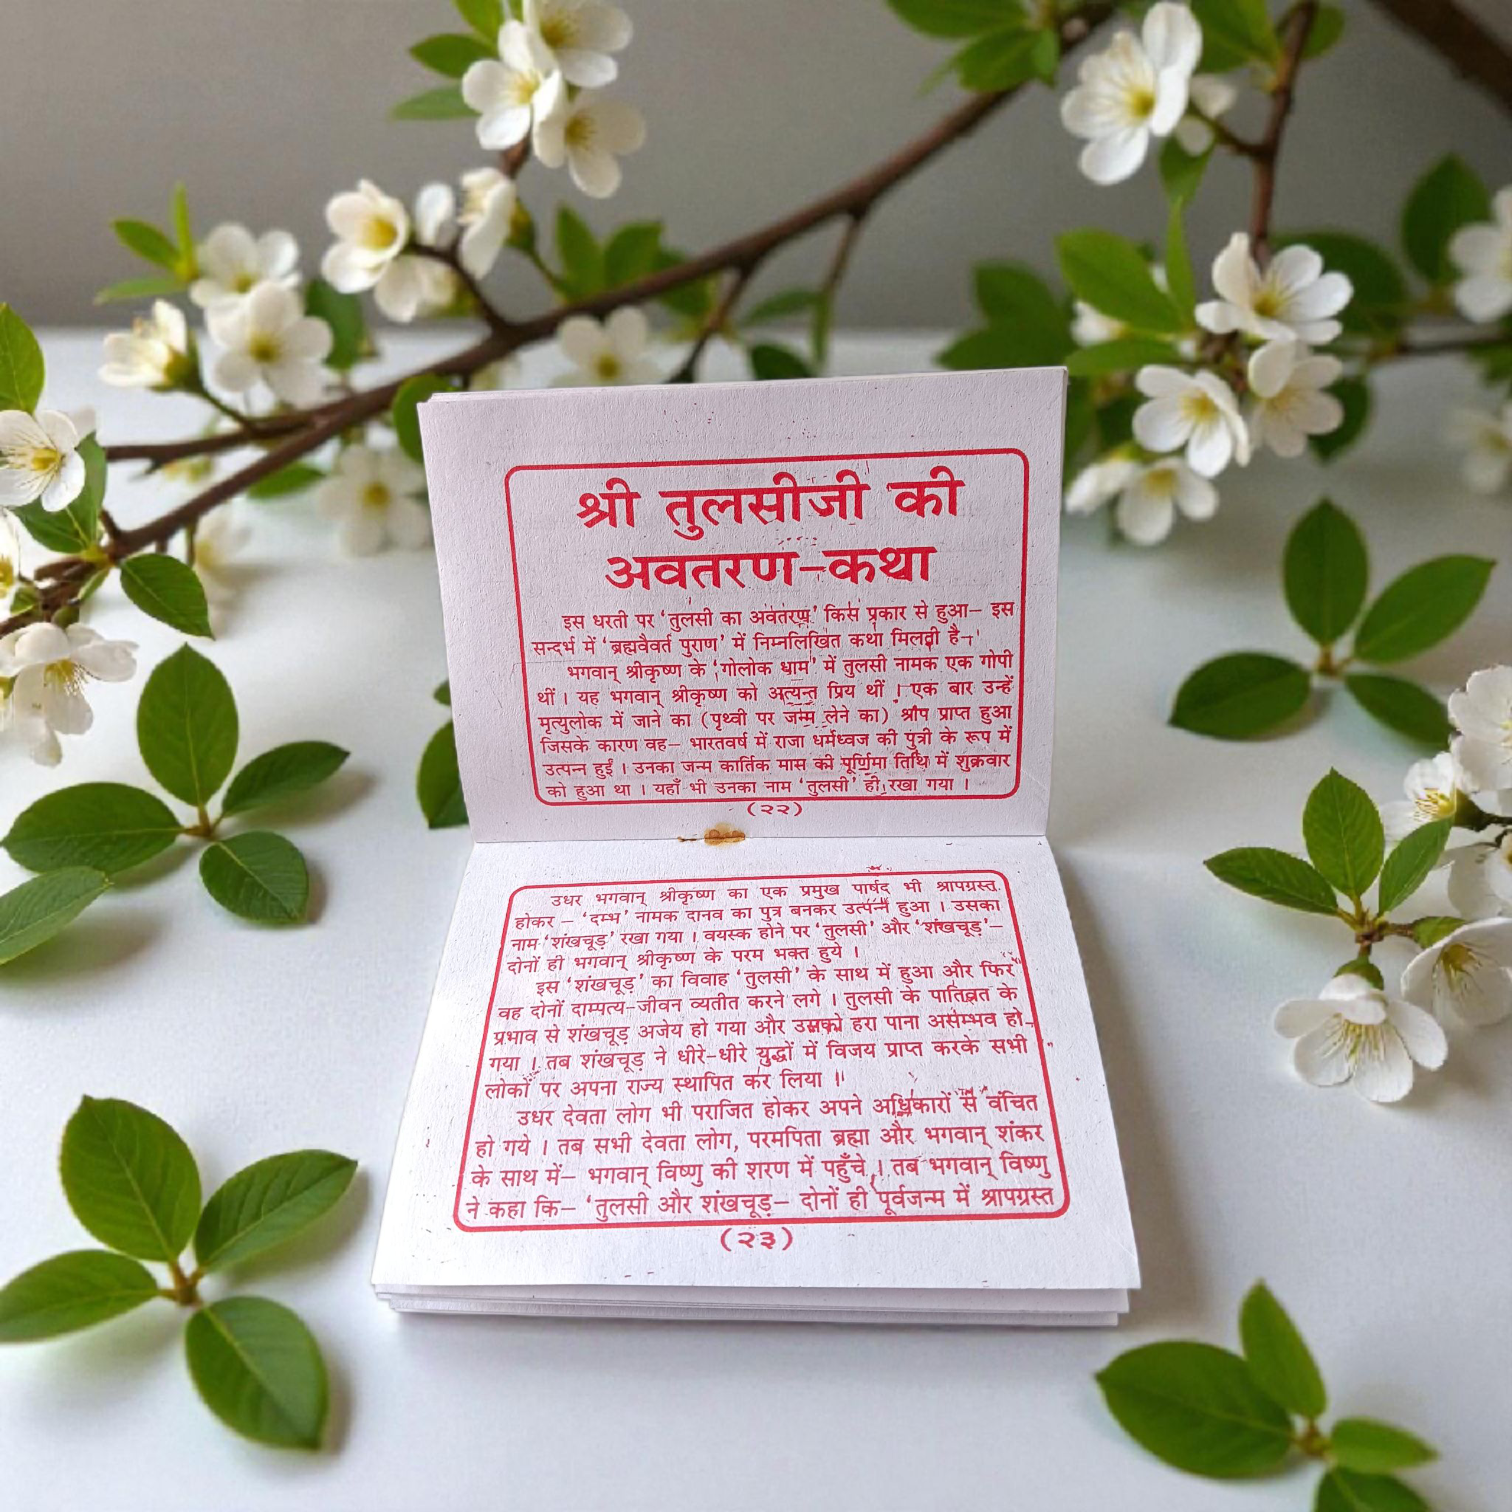 श्री तुलसीजी की
अवतरण-कथा
इस धरती पर 'तुलसी का अवतरण' किस प्रकार से हुआ– इस
सन्दर्भ में 'ब्रह्मवैवर्त पुराण' में निम्नलिखित कथा मिलती है–
भगवान् श्रीकृष्ण के 'गोलोक धाम' में तुलसी नामक एक गोपी
थीं । यह भगवान् श्रीकृष्ण को अत्यन्त प्रिय थीं । एक बार उन्हें
मृत्युलोक में जाने का (पृथ्वी पर जन्म लेने का) श्राप प्राप्त हुआ
जिसके कारण वह– भारतवर्ष में राजा धर्मध्वज की पुत्री के रूप में
उत्पन्न हुईं । उनका जन्म कार्तिक मास की पूर्णिमा तिथि में शुक्रवार
को हुआ था । यहाँ भी उनका नाम 'तुलसी' ही रखा गया ।
(२२)
उधर भगवान् श्रीकृष्ण का एक प्रमुख पार्षद भी श्रापग्रस्त
होकर – 'दम्भ' नामक दानव का पुत्र बनकर उत्पन्न हुआ । उसका
नाम 'शंखचूड़' रखा गया । वयस्क होने पर 'तुलसी' और 'शंखचूड़'–
दोनों ही भगवान् श्रीकृष्ण के परम भक्त हुये ।
इस 'शंखचूड़' का विवाह 'तुलसी' के साथ में हुआ और फिर
वह दोनों दाम्पत्य-जीवन व्यतीत करने लगे । तुलसी के पातिव्रत के
प्रभाव से शंखचूड़ अजेय हो गया और उसको हरा पाना असम्भव हो
गया । तब शंखचूड़ ने धीरे-धीरे युद्धों में विजय प्राप्त करके सभी
लोकों पर अपना राज्य स्थापित कर लिया ।
उधर देवता लोग भी पराजित होकर अपने अधिकारों से वंचित
हो गये । तब सभी देवता लोग, परमपिता ब्रह्मा और भगवान् शंकर
के साथ में– भगवान् विष्णु की शरण में पहुँचे । तब भगवान् विष्णु
ने कहा कि– 'तुलसी और शंखचूड़– दोनों ही पूर्वजन्म में श्रापग्रस्त
(२३)